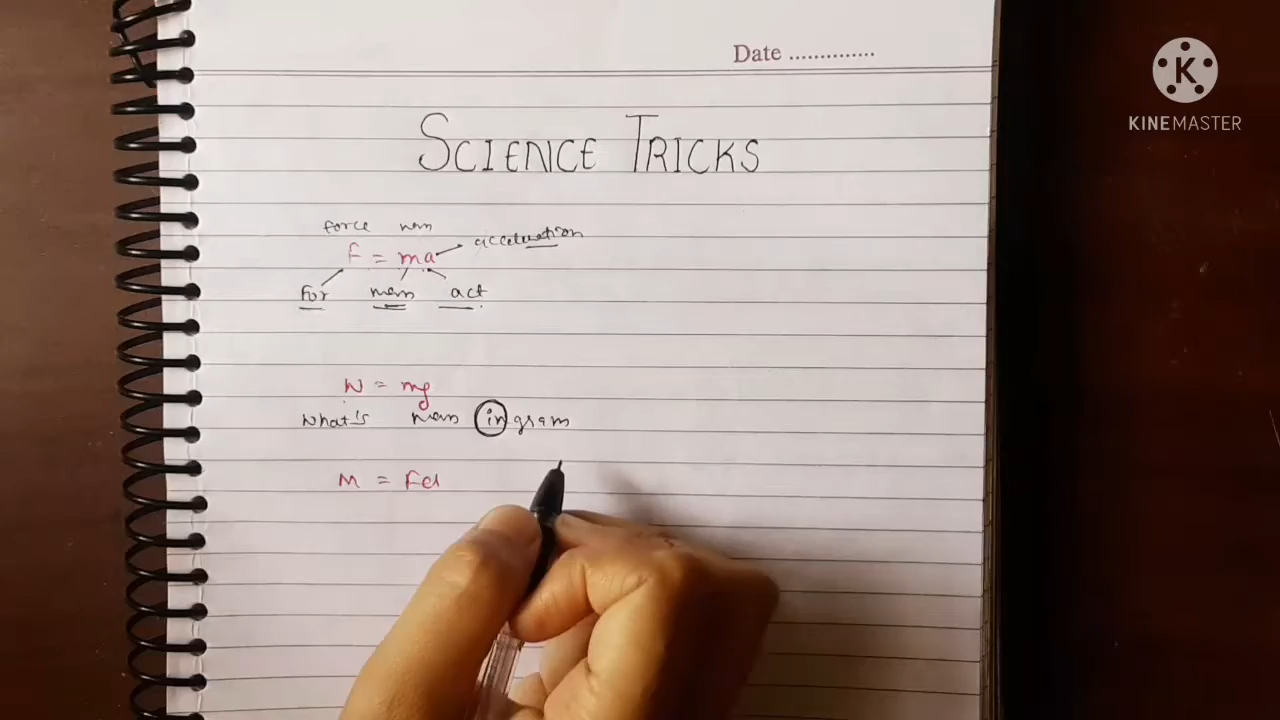 Date ..............
KINEMASTER
SCIENCE TRICKS
force mass
acceleration
F = ma
For mass act.
W = mg
What's mass in gram
M = Fd